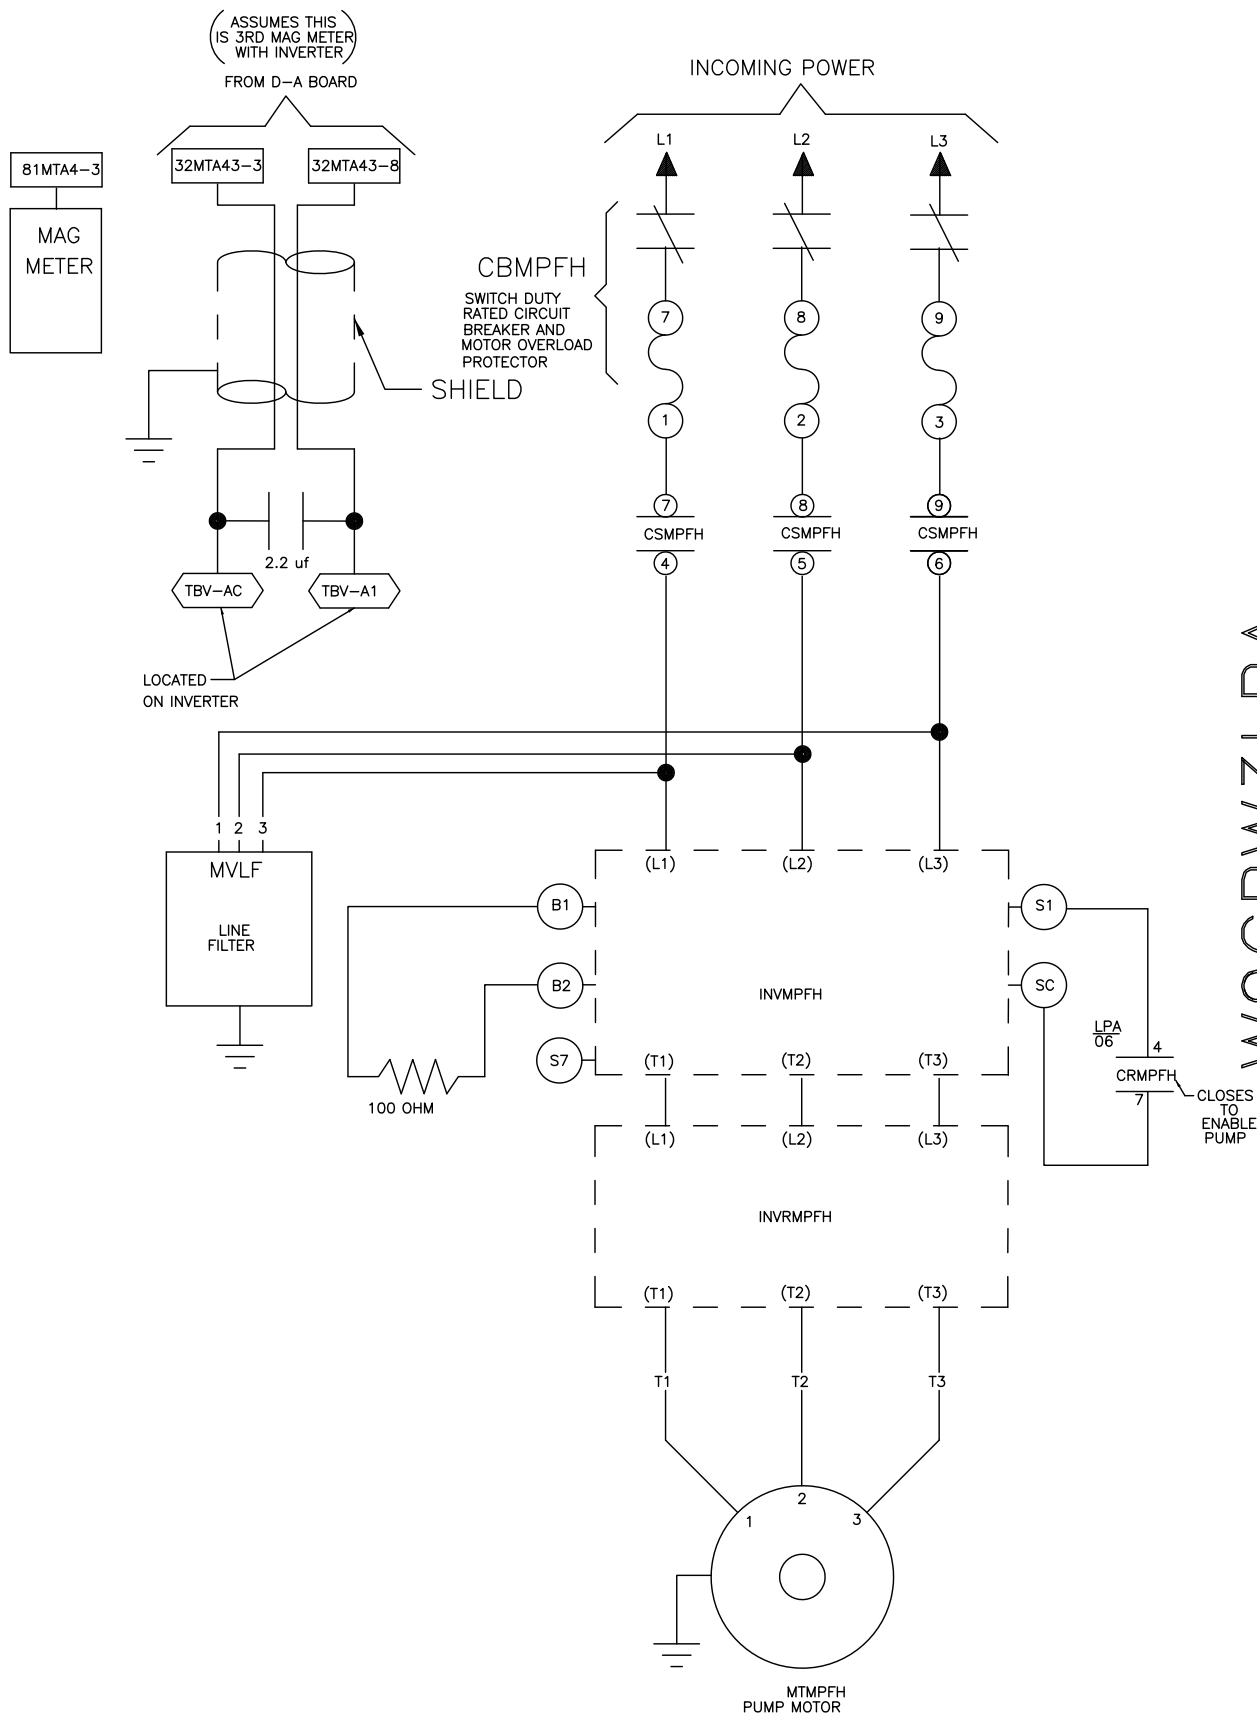 (ASSUMES THIS
IS 3RD MAG METER
WITH INVERTER)
FROM D-A BOARD
INCOMING POWER
L1
L2
L3
81MTA4-3
32MTA43-3
32MTA43-8
MAG
METER
CBMPFH
SWITCH DUTY
RATED CIRCUIT
BREAKER AND
MOTOR OVERLOAD
PROTECTOR
SHIELD
7
8
9
1
2
3
7
8
9
CSMPFH
CSMPFH
CSMPFH
4
5
6
2.2 uf
TBV-AC
TBV-A1
LOCATED
ON INVERTER
1
2
3
MVLF
LINE
FILTER
(L1)
(L2)
(L3)
B1
B2
S7
S1
SC
INVMPFH
(T1)
(T2)
(T3)
100 OHM
LPA
06
4
CRMPFH
7
CLOSES
TO
ENABLE
PUMP
(L1)
(L2)
(L3)
INVRMPFH
(T1)
(T2)
(T3)
T1
T2
T3
1
2
3
MTMPFH
PUMP MOTOR